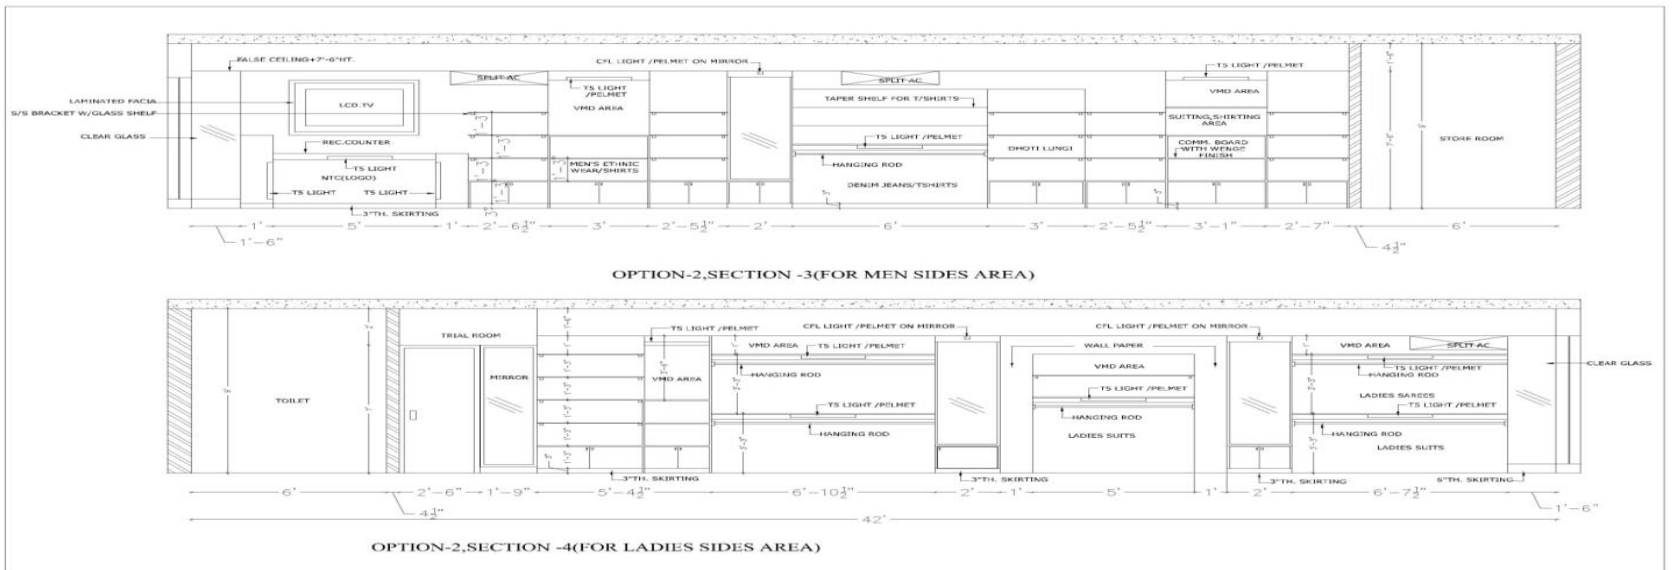 FALSE CEILING+7'-6"HT.
CFL LIGHT /PELMET ON MIRROR
TS LIGHT /PELMET
SPLIT AC
SPLIT AC
TS LIGHT
/PELMET
VMD AREA
VMD AREA
LAMINATED FACIA
LCD.TV
TAPER SHELF FOR T/SHIRTS
S/S BRACKET W/GLASS SHELF
SUITING,SHIRTING
AREA
CLEAR GLASS
TS LIGHT /PELMET
STORE ROOM
REC.COUNTER
DHOTI LUNGI
COMM. BOARD
WITH WENGE
FINISH
TS LIGHT
HANGING ROD
MEN'S ETHNIC
WEAR/SHIRTS
NTC(LOGO)
DENIM JEANS/TSHIRTS
TS LIGHT
TS LIGHT
3"TH. SKIRTING
1' 5' 1' 2'-6½" 3' 2'-5½" 2' 6' 3' 2'-5½" 3'-1" 2'-7" 6'
1'-6"
4½"
OPTION-2,SECTION -3(FOR MEN SIDES AREA)
TRIAL ROOM
TS LIGHT /PELMET
CFL LIGHT /PELMET ON MIRROR
CFL LIGHT /PELMET ON MIRROR
VMD AREA
TS LIGHT /PELMET
WALL PAPER
VMD AREA
SPLIT AC
MIRROR
VMD AREA
HANGING ROD
VMD AREA
TS LIGHT /PELMET
HANGING ROD
CLEAR GLASS
TS LIGHT /PELMET
LADIES SAREES
TOILET
TS LIGHT /PELMET
HANGING ROD
TS LIGHT /PELMET
HANGING ROD
LADIES SUITS
HANGING ROD
LADIES SUITS
3"TH. SKIRTING
3"TH. SKIRTING
3"TH. SKIRTING
6"TH. SKIRTING
6' 2'-6" 1'-9" 5'-4½" 6'-10½" 2' 1' 5' 1' 2' 6'-7½"
4½"
1'-6"
42'
OPTION-2,SECTION -4(FOR LADIES SIDES AREA)